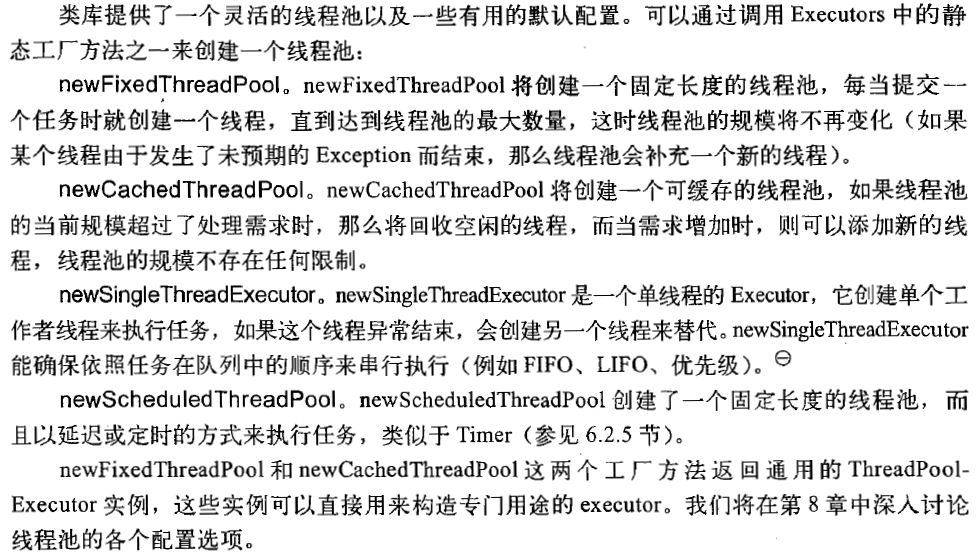 类库提供了一个灵活的线程池以及一些有用的默认配置。可以通过调用 Executors 中的静
态工厂方法之一来创建一个线程池：
newFixedThreadPool。newFixedThreadPool 将创建一个固定长度的线程池，每当提交一
个任务时就创建一个线程，直到达到线程池的最大数量，这时线程池的规模将不再变化（如果
某个线程由于发生了未预期的 Exception 而结束，那么线程池会补充一个新的线程）。
newCachedThreadPool。newCachedThreadPool 将创建一个可缓存的线程池，如果线程池
的当前规模超过了处理需求时，那么将回收空闲的线程，而当需求增加时，则可以添加新的线
程，线程池的规模不存在任何限制。
newSingleThreadExecutor。newSingleThreadExecutor 是一个单线程的 Executor，它创建单个工
作者线程来执行任务，如果这个线程异常结束，会创建另一个线程来替代。newSingleThreadExecutor
能确保依照任务在队列中的顺序来串行执行（例如 FIFO、LIFO、优先级）。㊀
newScheduledThreadPool。newScheduledThreadPool 创建了一个固定长度的线程池，而
且以延迟或定时的方式来执行任务，类似于 Timer（参见 6.2.5 节）。
newFixedThreadPool 和 newCachedThreadPool 这两个工厂方法返回通用的 ThreadPool-
Executor 实例，这些实例可以直接用来构造专门用途的 executor。我们将在第 8 章中深入讨论
线程池的各个配置选项。